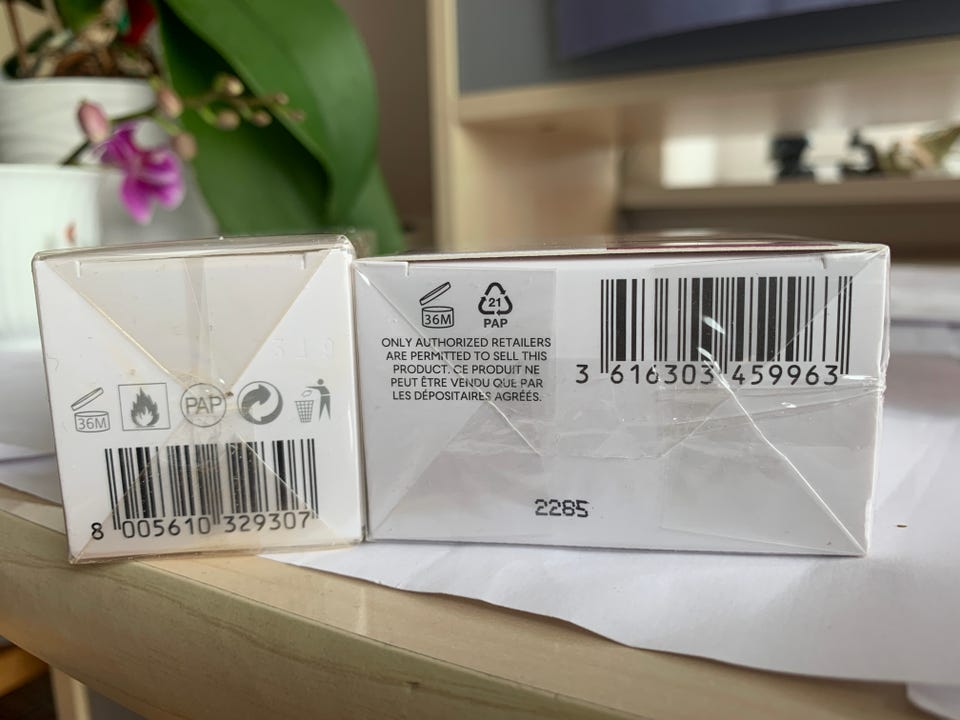 36M
PAP
8 005610 329307
36M
21
PAP
ONLY AUTHORIZED RETAILERS
ARE PERMITTED TO SELL THIS
PRODUCT. CE PRODUIT NE
PEUT ÊTRE VENDU QUE PAR
LES DÉPOSITAIRES AGRÉÉS.
3 616303 459963
2285